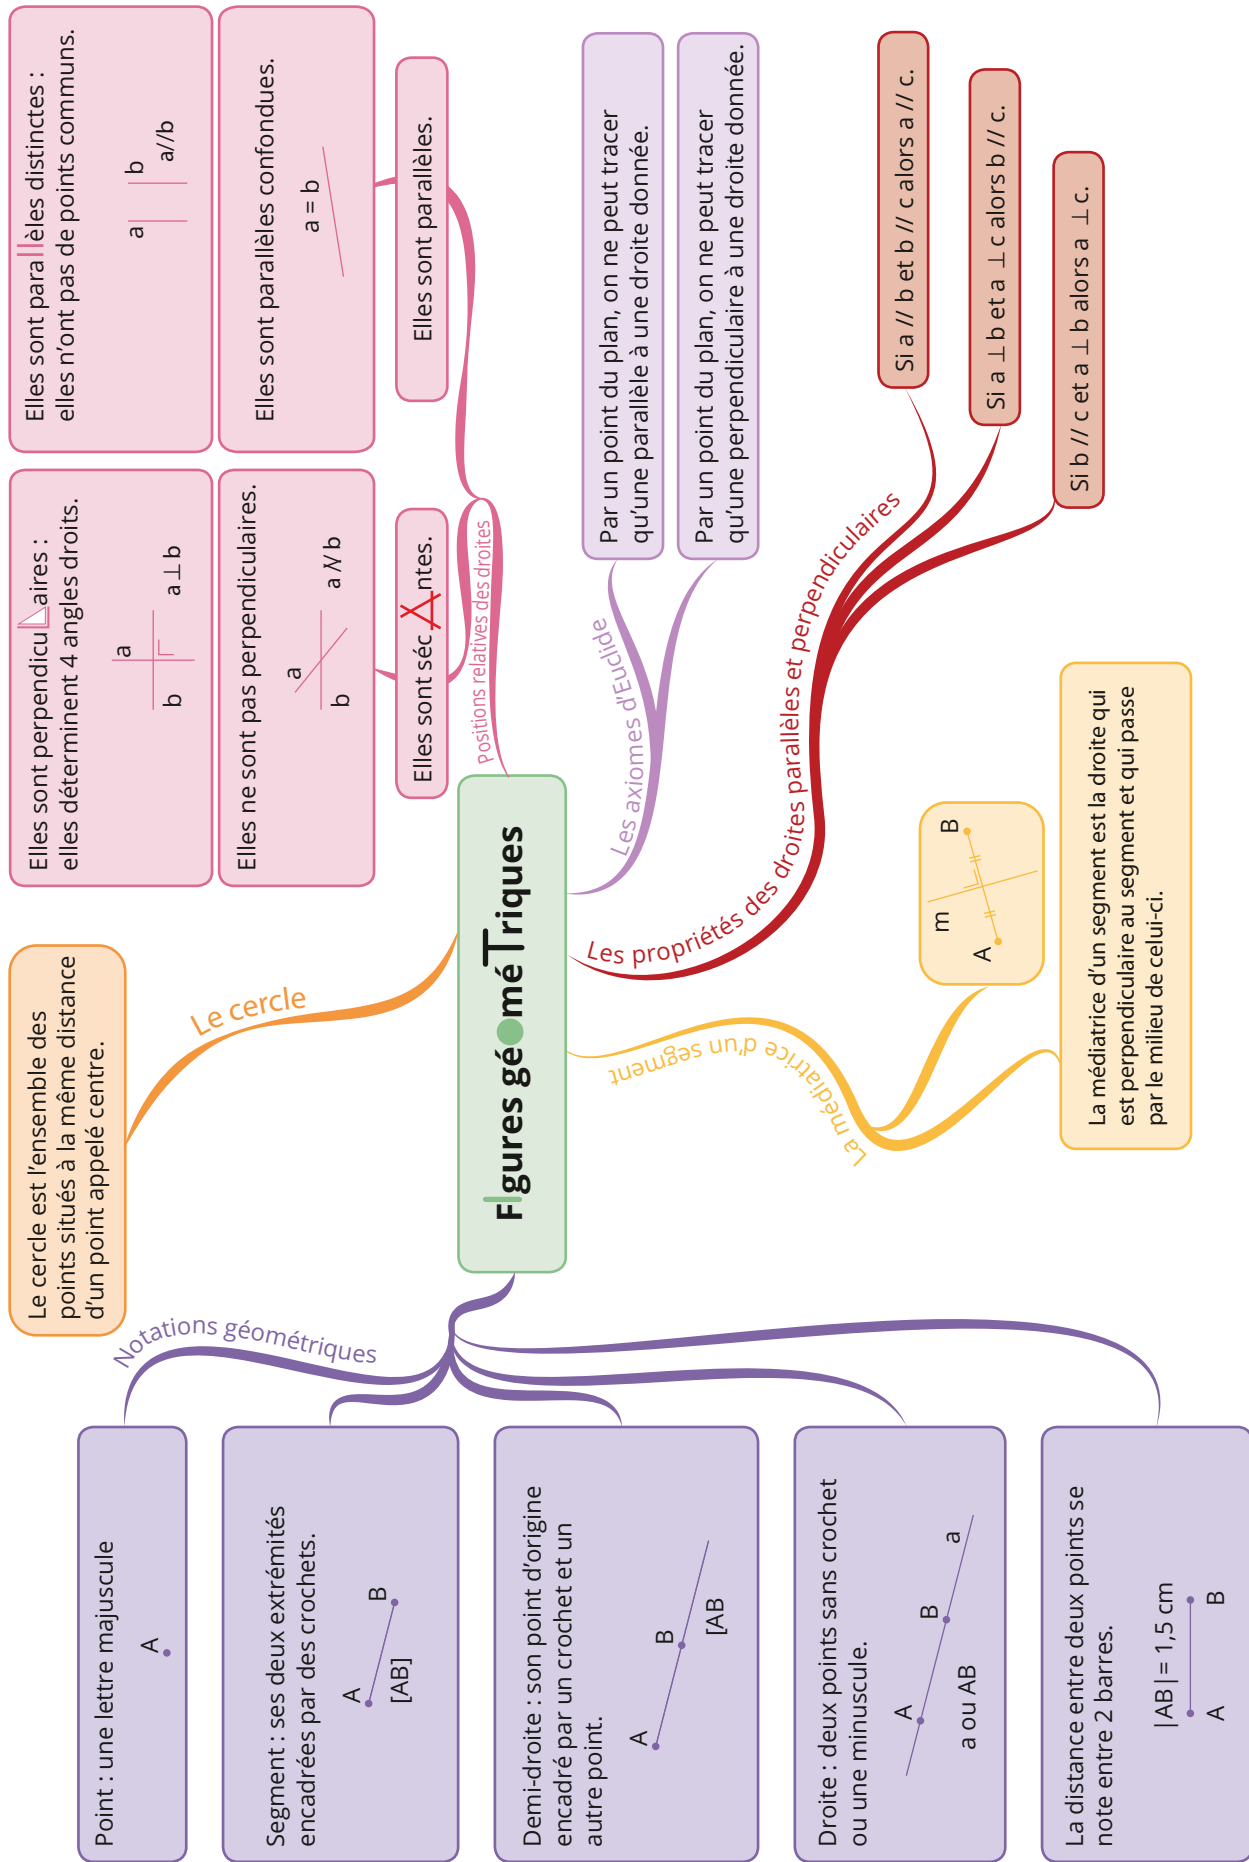 Figures géoméTriques
Notations géométriques
Point : une lettre majuscule
A
Segment : ses deux extrémités
encadrées par des crochets.
A
B
[AB]
Demi-droite : son point d'origine
encadré par un crochet et un
autre point.
A
B
[AB
Droite : deux points sans crochet
ou une minuscule.
A
B
a
a ou AB
La distance entre deux points se
note entre 2 barres.
|AB| = 1,5 cm
A
B
Le cercle
Le cercle est l'ensemble des
points situés à la même distance
d'un point appelé centre.
Positions relatives des droites
Elles sont sécAntes.
Elles sont perpendiculaires :
elles déterminent 4 angles droits.
a
b
a ⊥ b
Elles ne sont pas perpendiculaires.
a
b
a ∦ b
Elles sont parallèles.
Elles sont parallèles distinctes :
elles n'ont pas de points communs.
a
b
a//b
Elles sont parallèles confondues.
a = b
Les axiomes d'Euclide
Par un point du plan, on ne peut tracer
qu'une parallèle à une droite donnée.
Par un point du plan, on ne peut tracer
qu'une perpendiculaire à une droite donnée.
Les propriétés des droites parallèles et perpendiculaires
Si a // b et b // c alors a // c.
Si a ⊥ b et a ⊥ c alors b // c.
Si b // c et a ⊥ b alors a ⊥ c.
La médiatrice d'un segment
m
A
B
La médiatrice d'un segment est la droite qui
est perpendiculaire au segment et qui passe
par le milieu de celui-ci.